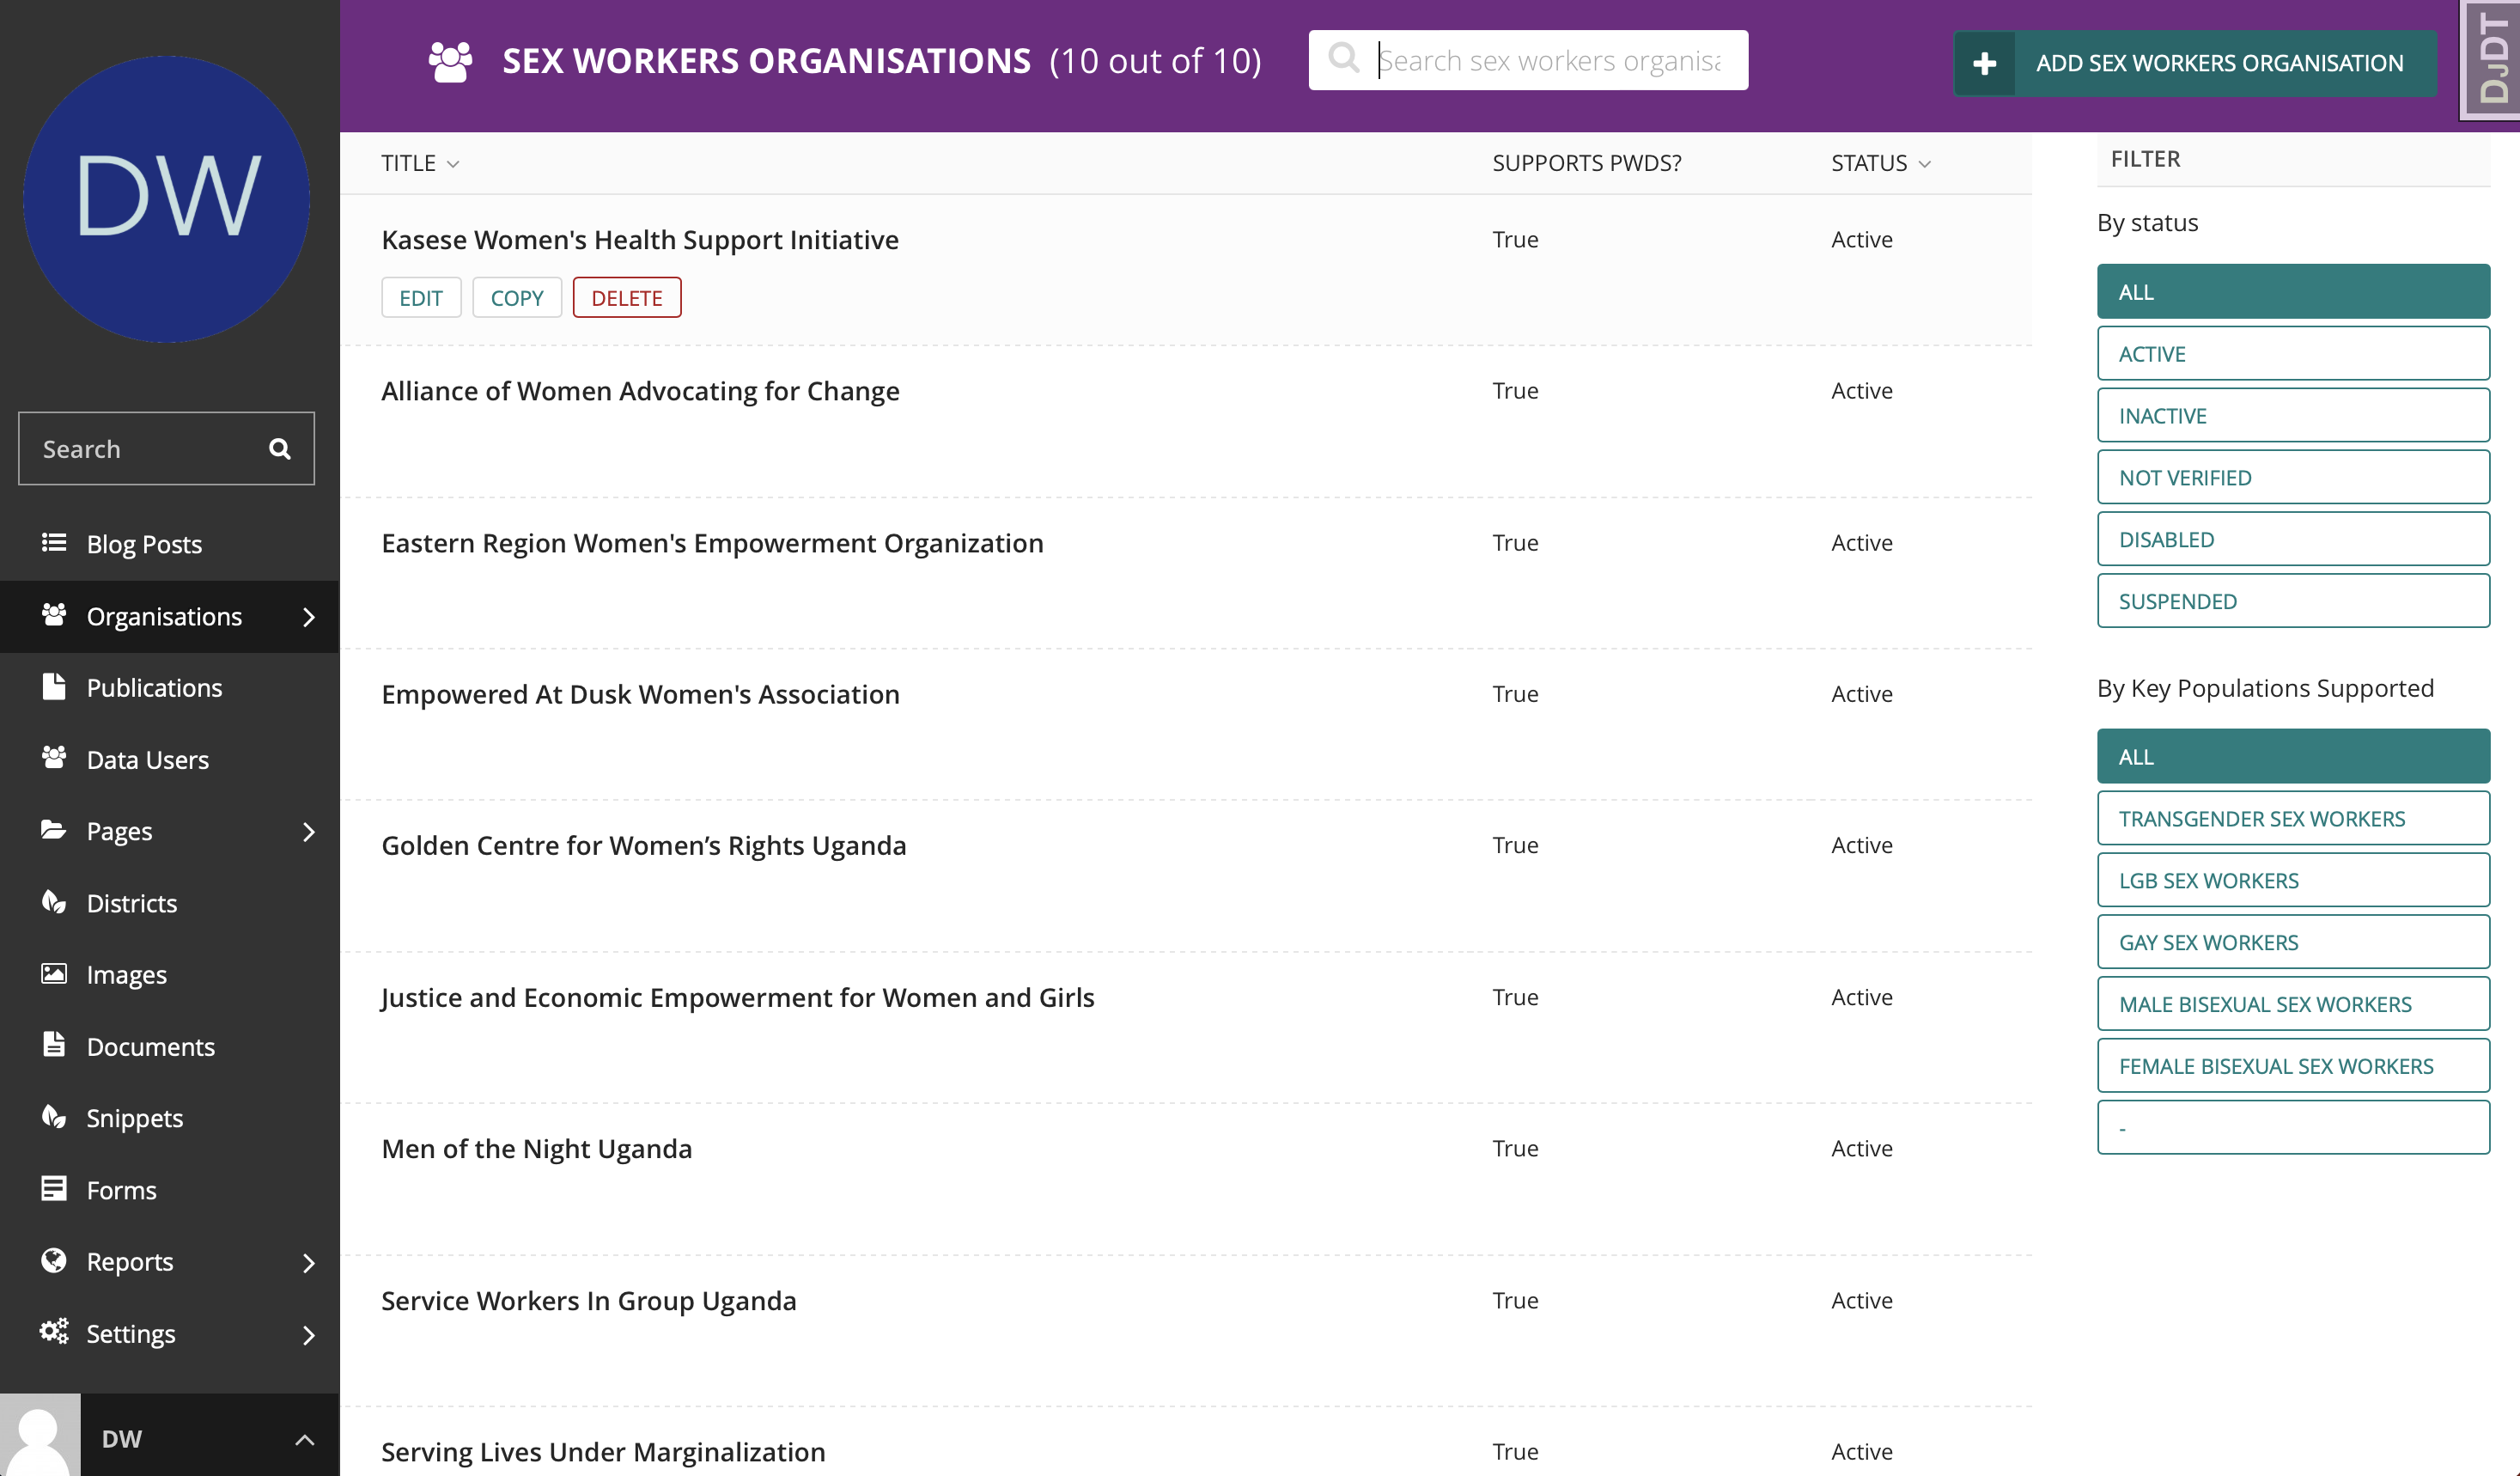 DW
Search
Blog Posts
Organisations
Publications
Data Users
Pages
Districts
Images
Documents
Snippets
Forms
Reports
Settings
DW
SEX WORKERS ORGANISATIONS (10 out of 10)
Search sex workers organisa
ADD SEX WORKERS ORGANISATION
DjDT
TITLE SUPPORTS PWDS? STATUS
Kasese Women's Health Support Initiative True Active
EDIT COPY DELETE
Alliance of Women Advocating for Change True Active
Eastern Region Women's Empowerment Organization True Active
Empowered At Dusk Women's Association True Active
Golden Centre for Women’s Rights Uganda True Active
Justice and Economic Empowerment for Women and Girls True Active
Men of the Night Uganda True Active
Service Workers In Group Uganda True Active
Serving Lives Under Marginalization True Active
FILTER
By status
ALL
ACTIVE
INACTIVE
NOT VERIFIED
DISABLED
SUSPENDED
By Key Populations Supported
ALL
TRANSGENDER SEX WORKERS
LGB SEX WORKERS
GAY SEX WORKERS
MALE BISEXUAL SEX WORKERS
FEMALE BISEXUAL SEX WORKERS
-